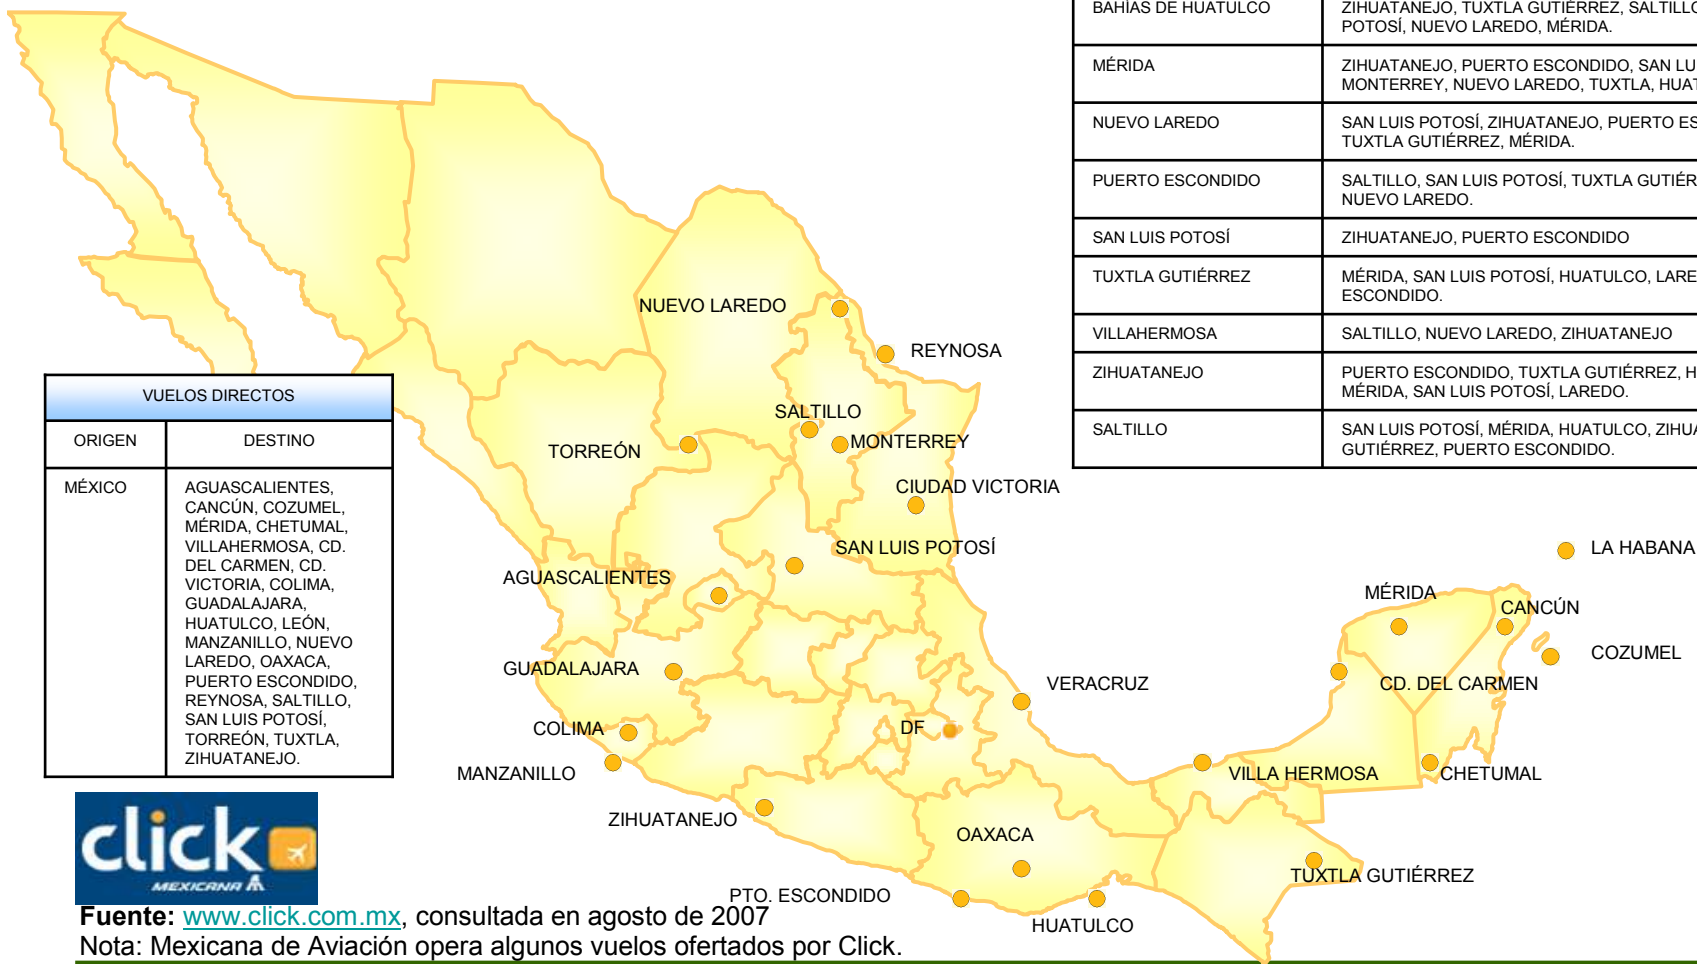 BAHÍAS DE HUATULCO
ZIHUATANEJO, TUXTLA GUTIÉRREZ, SALTILLO
POTOSÍ, NUEVO LAREDO, MÉRIDA.
MÉRIDA
ZIHUATANEJO, PUERTO ESCONDIDO, SAN LU
MONTERREY, NUEVO LAREDO, TUXTLA, HUAT
NUEVO LAREDO
SAN LUIS POTOSÍ, ZIHUATANEJO, PUERTO ES
TUXTLA GUTIÉRREZ, MÉRIDA.
PUERTO ESCONDIDO
SALTILLO, SAN LUIS POTOSÍ, TUXTLA GUTIÉR
NUEVO LAREDO.
SAN LUIS POTOSÍ
ZIHUATANEJO, PUERTO ESCONDIDO
TUXTLA GUTIÉRREZ
MÉRIDA, SAN LUIS POTOSÍ, HUATULCO, LARE
ESCONDIDO.
VILLAHERMOSA
SALTILLO, NUEVO LAREDO, ZIHUATANEJO
ZIHUATANEJO
PUERTO ESCONDIDO, TUXTLA GUTIÉRREZ, H
MÉRIDA, SAN LUIS POTOSÍ, LAREDO.
SALTILLO
SAN LUIS POTOSÍ, MÉRIDA, HUATULCO, ZIHUA
GUTIÉRREZ, PUERTO ESCONDIDO.
NUEVO LAREDO
REYNOSA
SALTILLO
TORREÓN
MONTERREY
CIUDAD VICTORIA
SAN LUIS POTOSÍ
AGUASCALIENTES
LA HABANA
MÉRIDA
CANCÚN
COZUMEL
GUADALAJARA
VERACRUZ
CD. DEL CARMEN
COLIMA
DF
MANZANILLO
VILLA HERMOSA
CHETUMAL
ZIHUATANEJO
OAXACA
TUXTLA GUTIÉRREZ
PTO. ESCONDIDO
HUATULCO
VUELOS DIRECTOS
ORIGEN
DESTINO
MÉXICO
AGUASCALIENTES,
CANCÚN, COZUMEL,
MÉRIDA, CHETUMAL,
VILLAHERMOSA, CD.
DEL CARMEN, CD.
VICTORIA, COLIMA,
GUADALAJARA,
HUATULCO, LEÓN,
MANZANILLO, NUEVO
LAREDO, OAXACA,
PUERTO ESCONDIDO,
REYNOSA, SALTILLO,
SAN LUIS POTOSÍ,
TORREÓN, TUXTLA,
ZIHUATANEJO.
click
MEXICANA
Fuente: www.click.com.mx, consultada en agosto de 2007
Nota: Mexicana de Aviación opera algunos vuelos ofertados por Click.